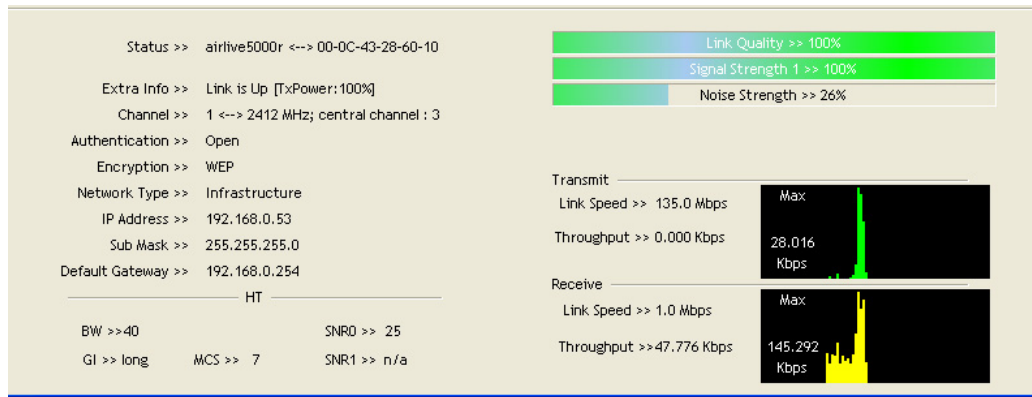 Status >> airlive5000r <--> 00-0C-43-28-60-10
Extra Info >> Link is Up [TxPower:100%]
Channel >> 1 <--> 2412 MHz; central channel : 3
Authentication >> Open
Encryption >> WEP
Network Type >> Infrastructure
IP Address >> 192.168.0.53
Sub Mask >> 255.255.255.0
Default Gateway >> 192.168.0.254
HT
BW >>40 SNR0 >> 25
GI >> long MCS >> 7 SNR1 >> n/a
Link Quality >> 100%
Signal Strength 1 >> 100%
Noise Strength >> 26%
Transmit
Link Speed >> 135.0 Mbps
Throughput >> 0.000 Kbps
Max
28.016
Kbps
Receive
Link Speed >> 1.0 Mbps
Throughput >>47.776 Kbps
Max
145.292
Kbps